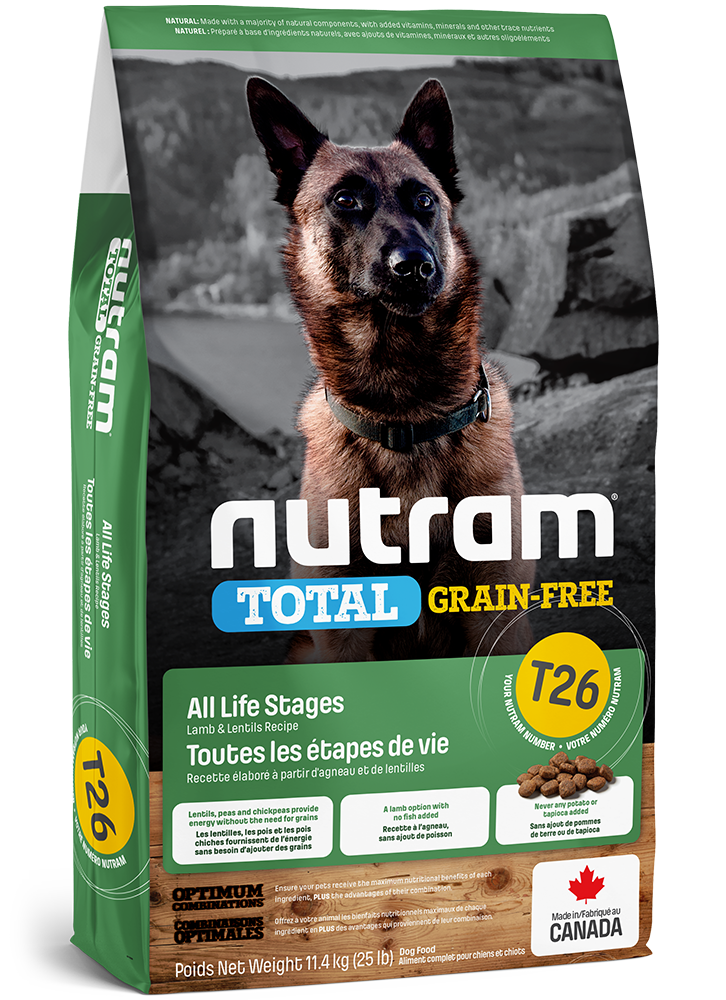 NATURAL: Made with a majority of natural components, with added vitamins, minerals and other trace nutrients
NATUREL : Préparé à base d'ingrédients naturels, avec ajouts de vitamines, minéraux et autres oligoéléments
nutram®
TOTAL GRAIN-FREE
T26
YOUR NUTRAM NUMBER • VOTRE NUMÉRO NUTRAM
All Life Stages
Lamb & Lentils Recipe
Toutes les étapes de vie
Recette élaboré à partir d'agneau et de lentilles
Lentils, peas and chickpeas provide
energy without the need for grains
Les lentilles, les pois et les pois
chiches fournissent de l'énergie
sans besoin d'ajouter des grains
A lamb option with
no fish added
Recette à l'agneau,
sans ajout de poisson
Never any potato or
tapioca added
Sans ajout de pommes
de terre ou de tapioca
OPTIMUM
COMBINATIONS
Ensure your pets receive the maximum nutritional benefits of each
ingredient, PLUS the advantages of their combination.
COMBINAISONS
OPTIMALES
Offrez à votre animal les bienfaits nutritionnels maximaux de chaque
ingrédient en PLUS des avantages qui proviennent de leur combinaison.
Made in/Fabriqué au
CANADA
Poids Net Weight 11.4 kg (25 lb)
Dog Food
Aliment complet pour chiens et chiots
nutram
TOTAL GRAIN-FREE
All Life Stages
Lamb & Lentils Recipe
Toutes les étapes de vie
T26
VOTRE NUMÉRO NUTRAM